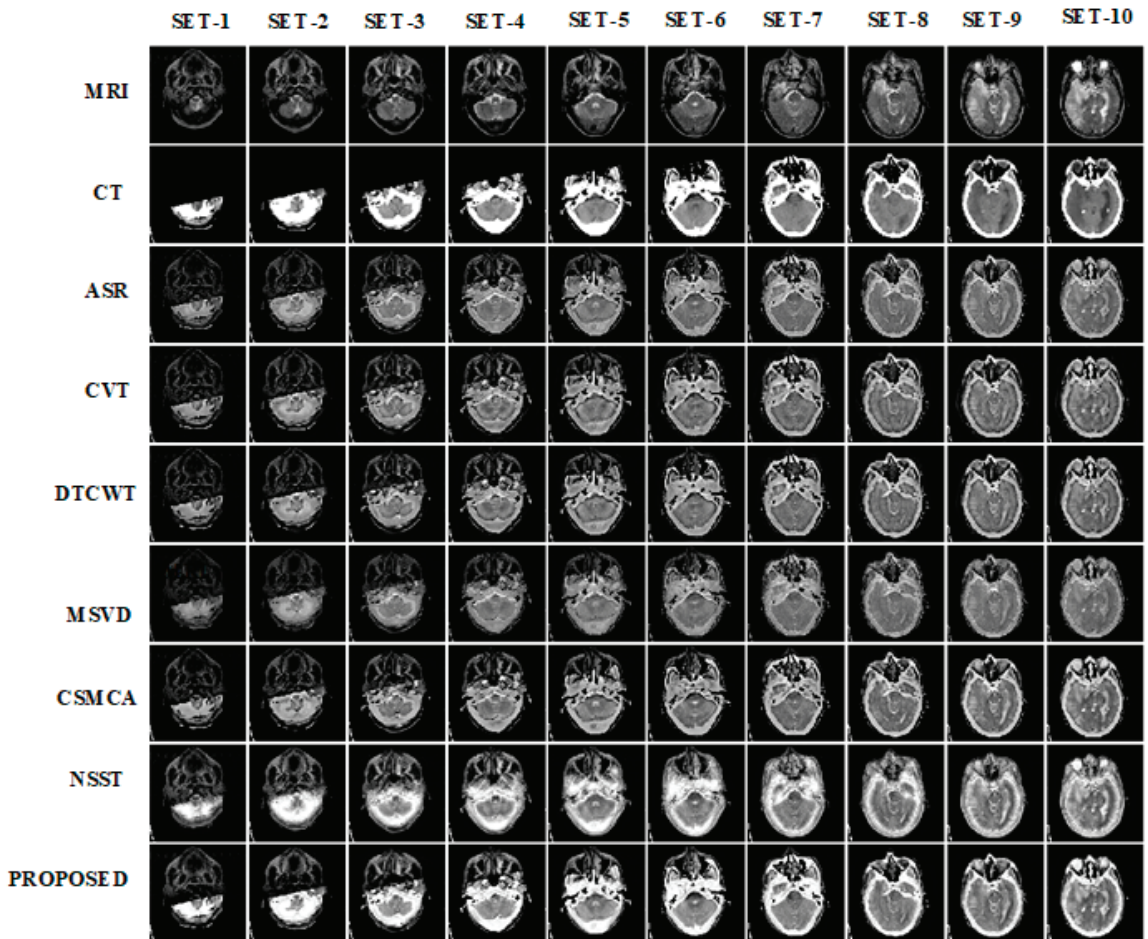 SET-1 SET-2 SET-3 SET-4 SET-5 SET-6 SET-7 SET-8 SET-9 SET-10
MRI
CT
ASR
CVT
DTCWT
MSVD
CSMCA
NSST
PROPOSED